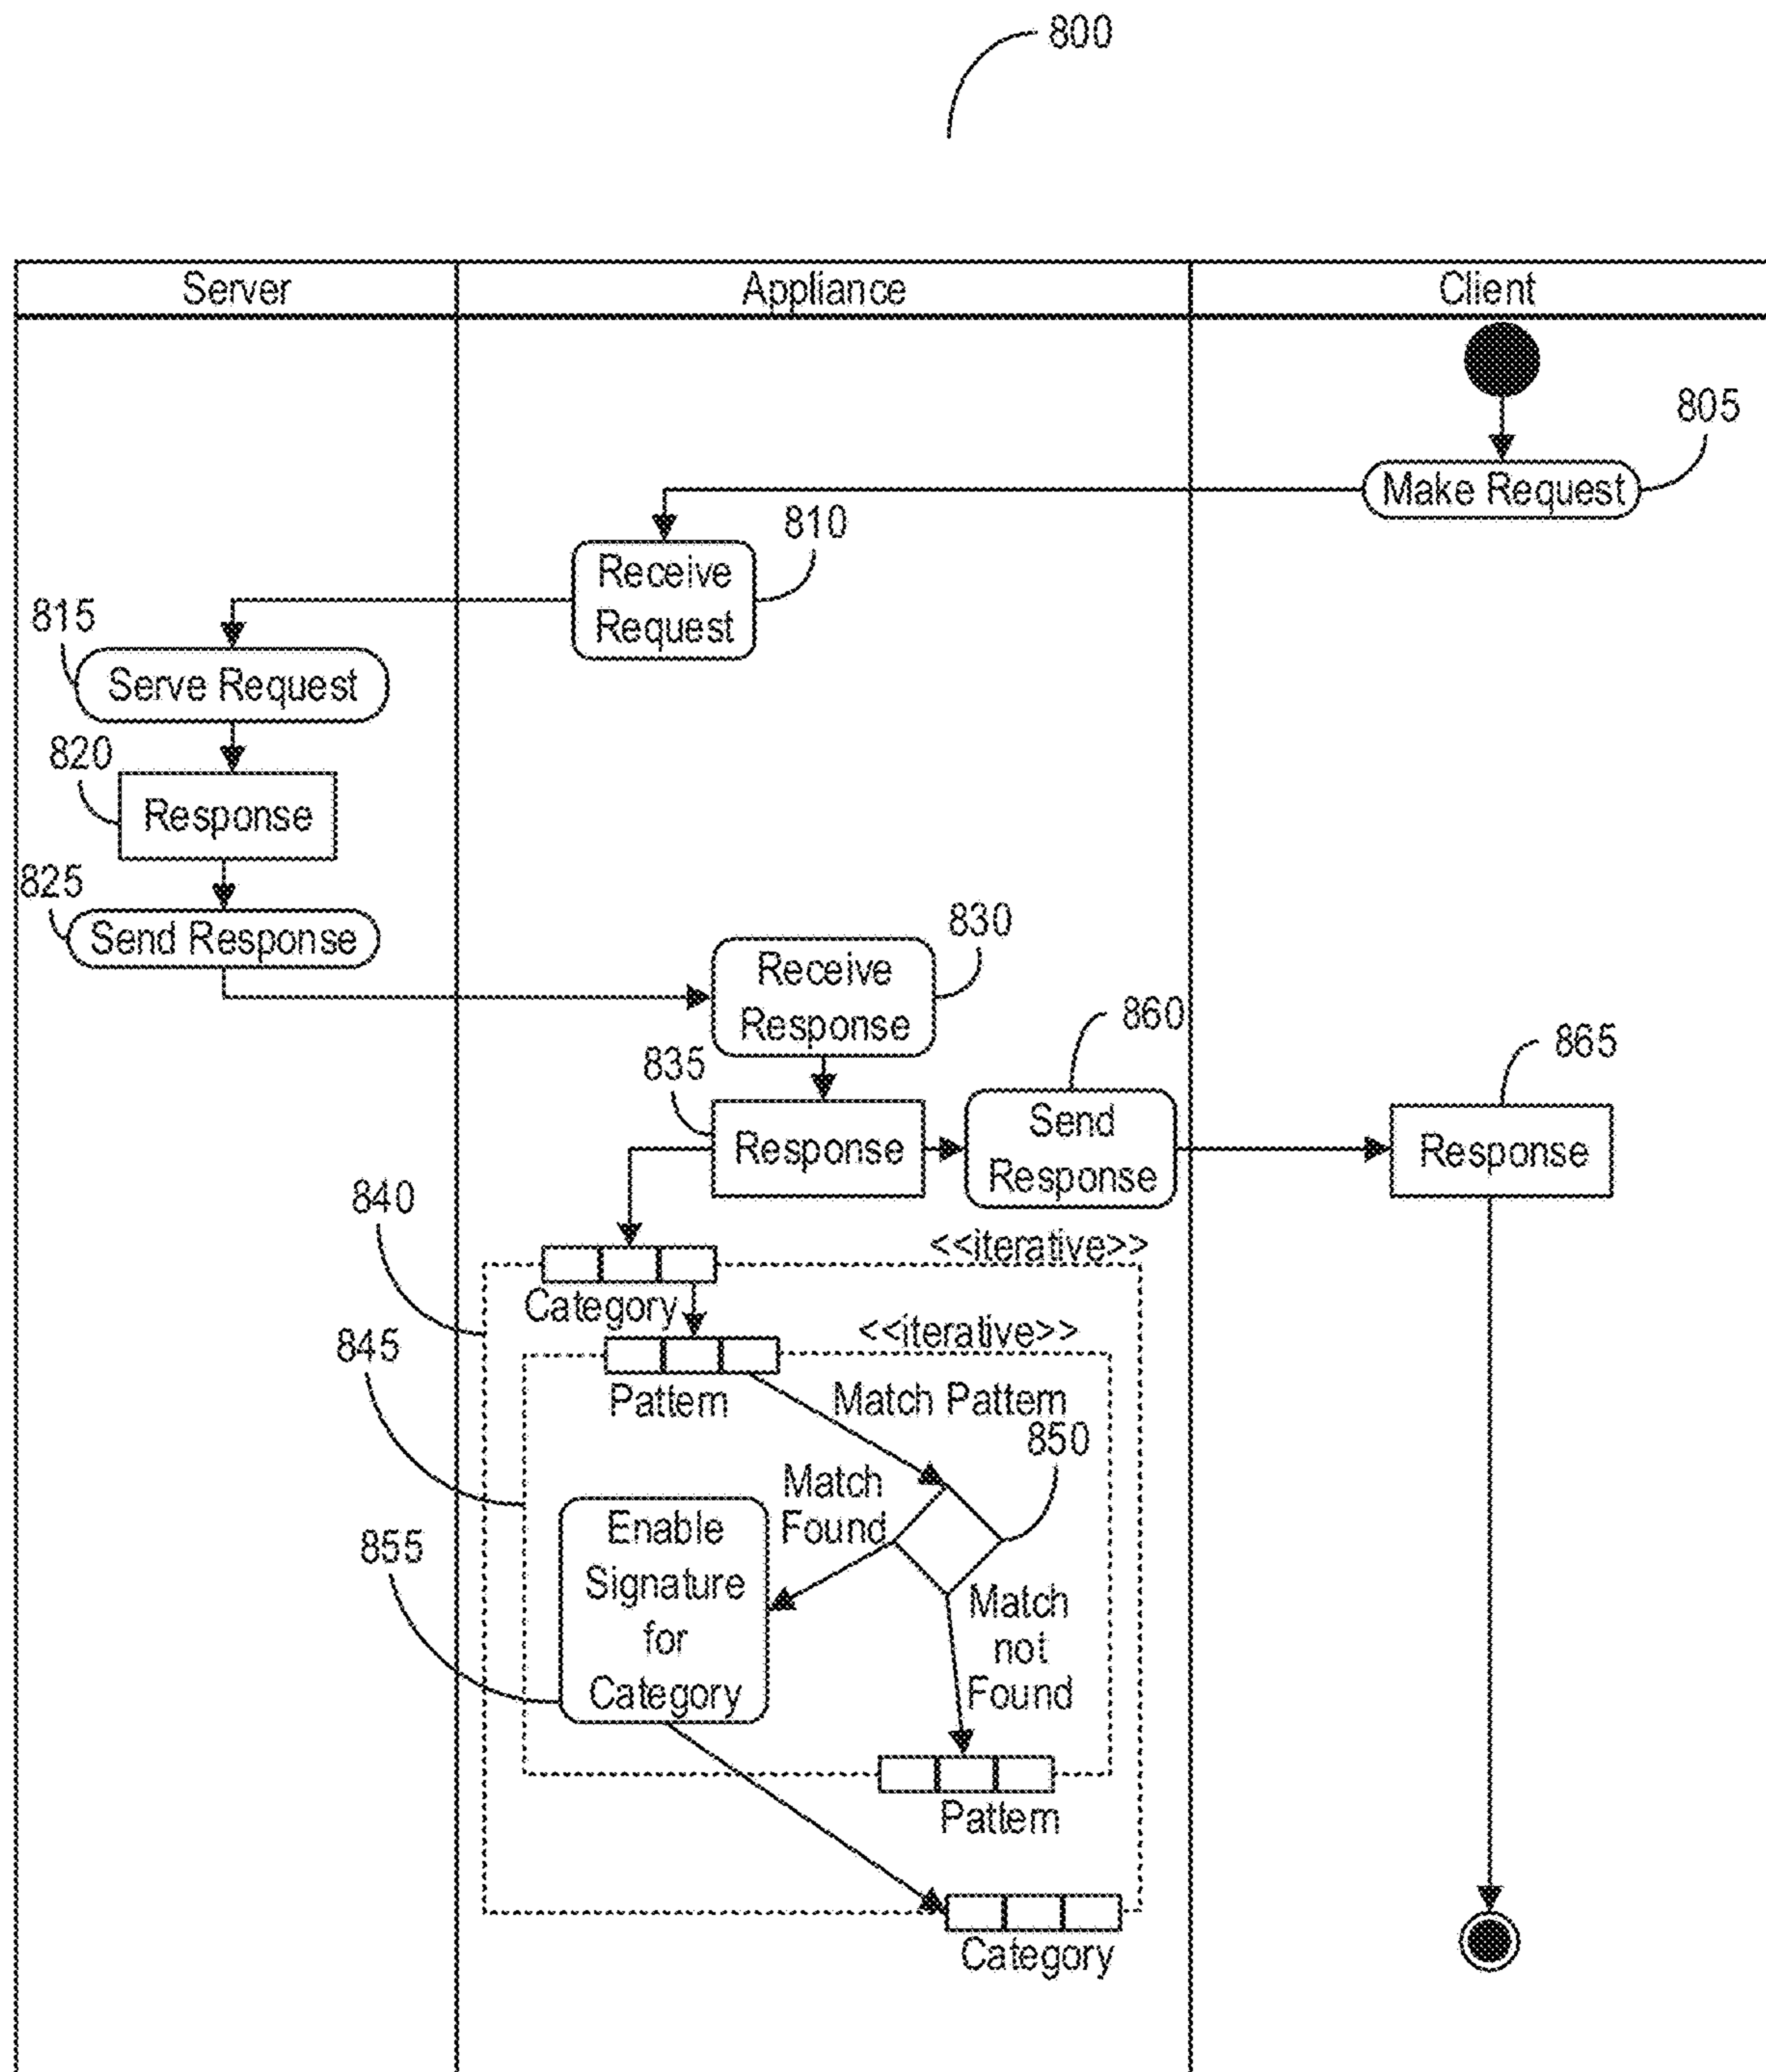 800
Server
Appliance
Client
805
Make Request
810
Receive
Request
815
Serve Request
820
Response
825
Send Response
830
Receive
Response
860
865
835
Response
Send
Response
Response
840
<<iterative>>
Category
845
<<iterative>>
Pattern
Match Pattern
850
Match
Found
855
Enable
Signature
for
Category
Match
not
Found
Pattern
Category